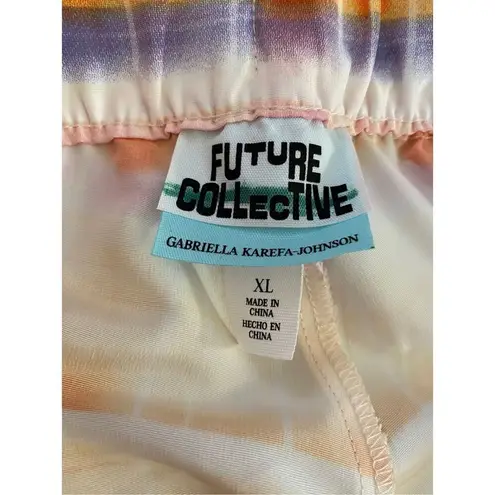 FUTURE
COLLECTIVE
GABRIELLA KAREFA-JOHNSON
XL
MADE IN
CHINA
HECHO EN
CHINA